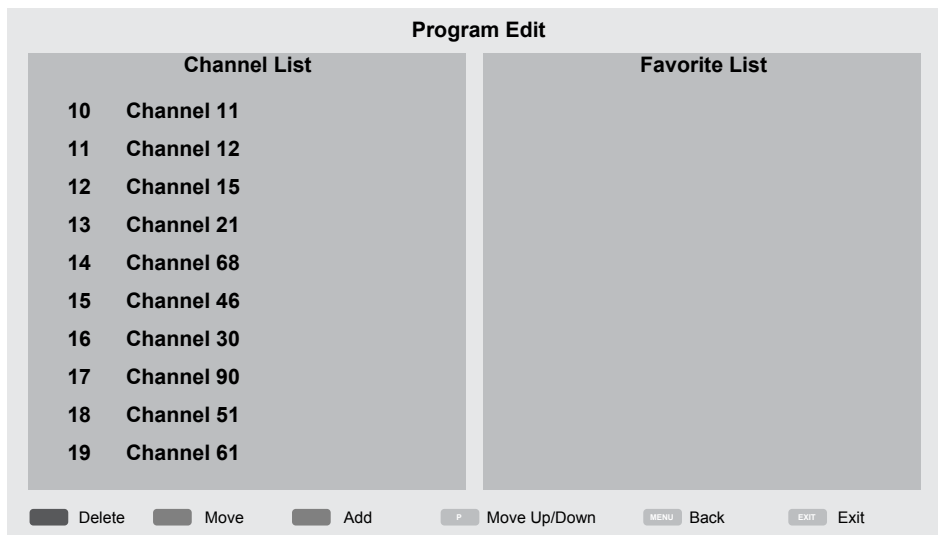 Program Edit
Channel List
10 Channel 11
11 Channel 12
12 Channel 15
13 Channel 21
14 Channel 68
15 Channel 46
16 Channel 30
17 Channel 90
18 Channel 51
19 Channel 61
Favorite List
Delete Move Add P Move Up/Down MENU Back EXIT Exit